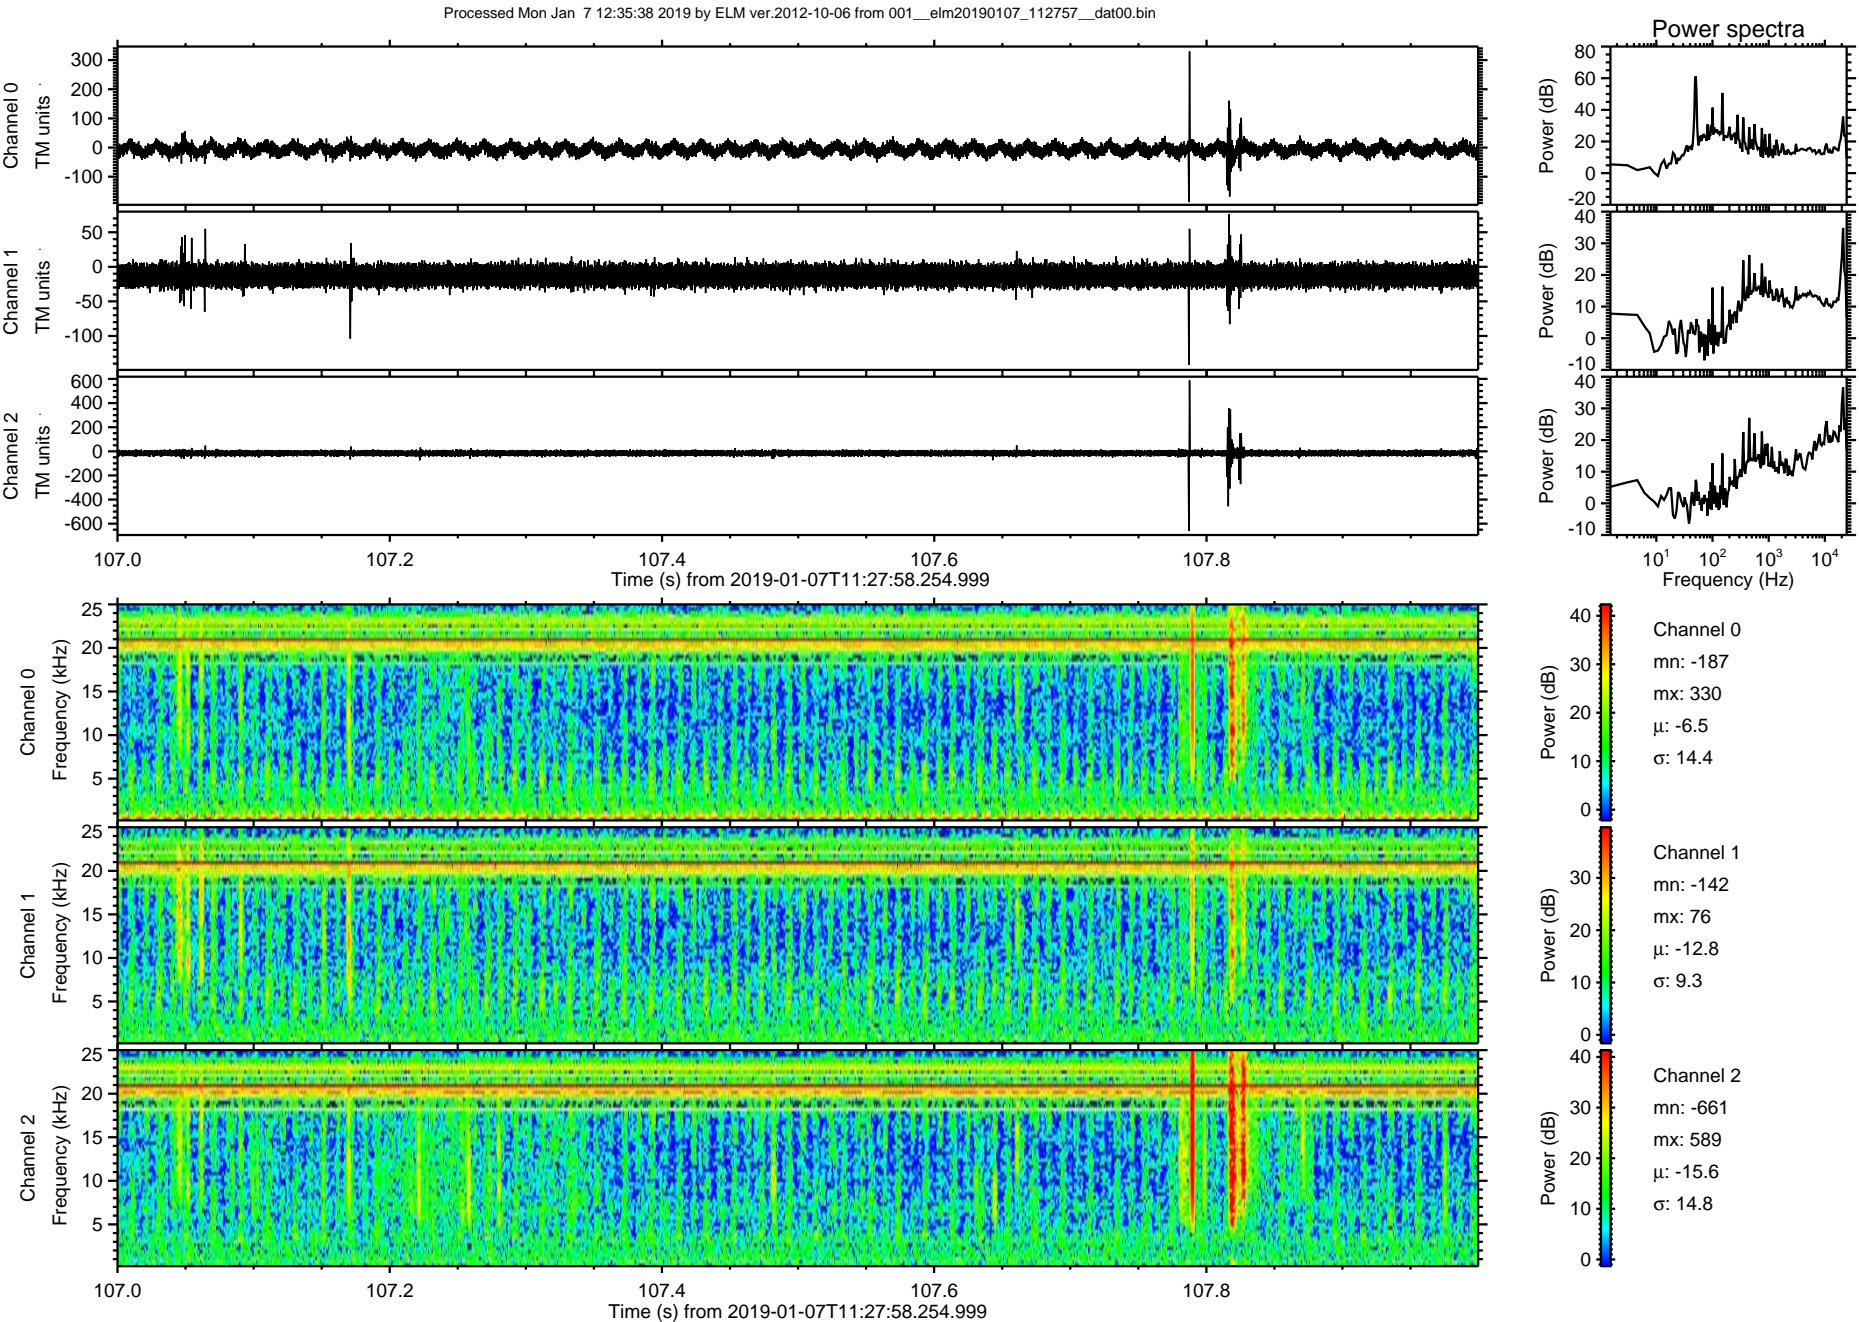 Processed Mon Jan  7 12:35:38 2019 by ELM ver.2012-10-06 from 001__elm20190107_112757__dat00.bin
Power spectra
Channel 0
TM units
300
200
100
0
-100
Power (dB)
80
60
40
20
0
-20
Channel 1
TM units
50
0
-50
-100
Power (dB)
40
30
20
10
0
-10
Channel 2
TM units
600
400
200
0
-200
-400
-600
Power (dB)
40
30
20
10
0
-10
107.0 107.2 107.4 107.6 107.8
Time (s) from 2019-01-07T11:27:58.254.999
10¹ 10² 10³ 10⁴
Frequency (Hz)
Channel 0
Frequency (kHz)
25
20
15
10
5
Power (dB)
40
30
20
10
0
Channel 0
mn: -187
mx: 330
µ: -6.5
σ: 14.4
Channel 1
Frequency (kHz)
25
20
15
10
5
Power (dB)
30
20
10
0
Channel 1
mn: -142
mx: 76
µ: -12.8
σ: 9.3
Channel 2
Frequency (kHz)
25
20
15
10
5
Power (dB)
40
30
20
10
0
Channel 2
mn: -661
mx: 589
µ: -15.6
σ: 14.8
107.0 107.2 107.4 107.6 107.8
Time (s) from 2019-01-07T11:27:58.254.999